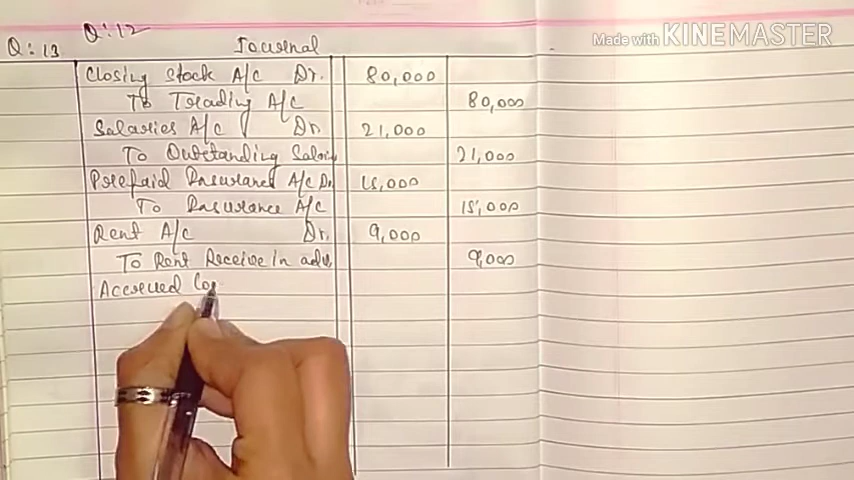 Q:12
Q:13 Journal
Made with KINEMASTER
Closing Stock A/c Dr. 80,000
To Trading A/c 80,000
Salaries A/c Dr. 21,000
To Outstanding Salari 21,000
Prepaid Insurance A/c Dr. 15,000
To Insurance A/c 15,000
Rent A/c Dr. 9,000
To Rent Receive in adv. 9,000
Accrued Co